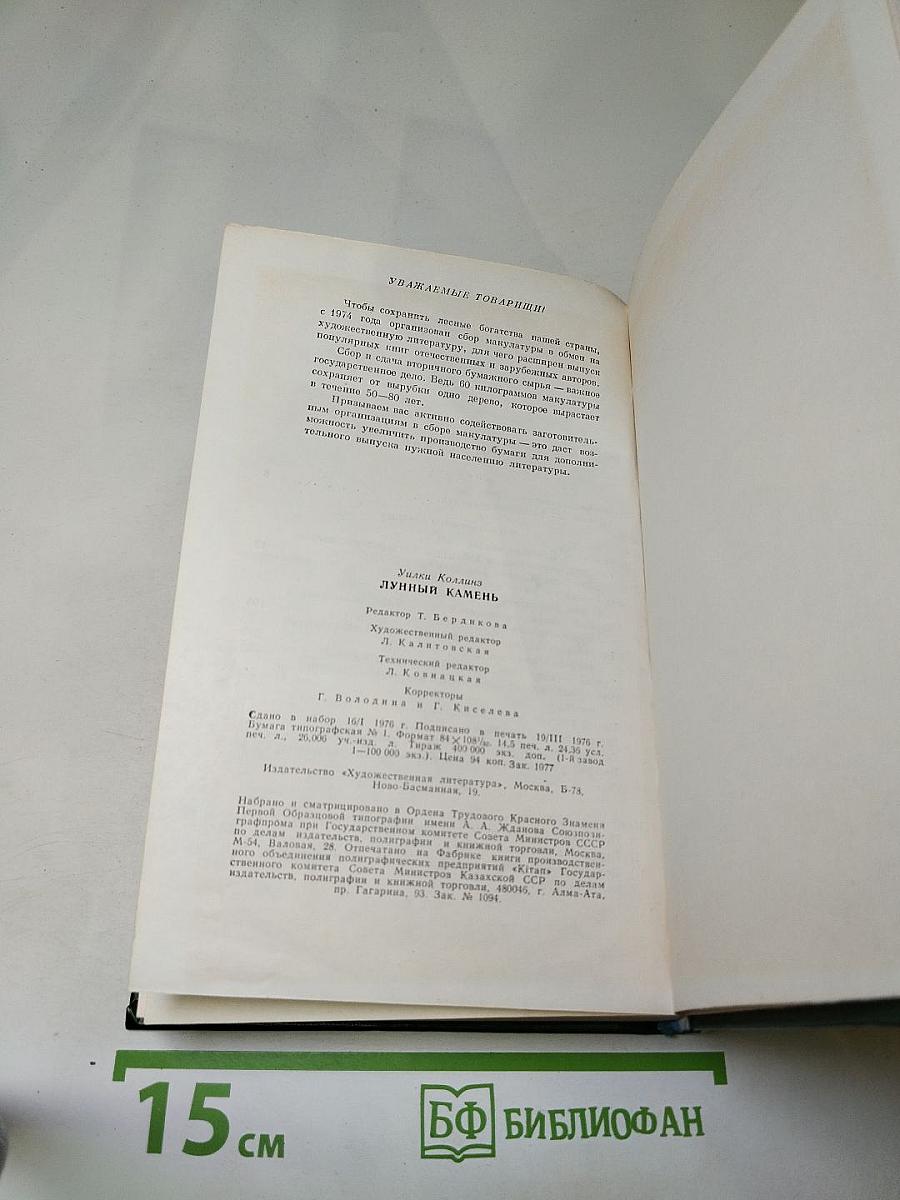 УВАЖАЕМЫЕ ТОВАРИЩИ!
Чтобы сохранить лесные богатства нашей страны,
с 1974 года организован сбор макулатуры в обмен на
художественную литературу, для чего расширен выпуск
популярных книг отечественных и зарубежных авторов.
Сбор и сдача вторичного бумажного сырья — важное
государственное дело. Ведь 60 килограммов макулатуры
сохраняет от вырубки одно дерево, которое вырастает
в течение 50—80 лет.
Призываем вас активно содействовать заготовитель-
ным организациям в сборе макулатуры — это даст воз-
можность увеличить производство бумаги для дополни-
тельного выпуска нужной населению литературы.
Уилки Коллинз
ЛУННЫЙ КАМЕНЬ
Редактор Т. Бердикова
Художественный редактор
Л. Калитовская
Технический редактор
Л. Ковнацкая
Корректоры
Г. Володина и Г. Киселева
Сдано в набор 16/I 1976 г. Подписано в печать 19/III 1976 г.
Бумага типографская № 1. Формат 84×108¹/₃₂. 14,5 печ. л. 24,36 усл.
печ. л., 26,006 уч.-изд. л. Тираж 400 000 экз. доп. (1-й завод
1—100 000 экз.). Цена 94 коп. Зак. 1077
Издательство «Художественная литература», Москва, Б-78,
Ново-Басманная, 19.
Набрано и сматрицировано в Ордена Трудового Красного Знамени
Первой Образцовой типографии имени А. А. Жданова Союзполи-
графпрома при Государственном комитете Совета Министров СССР
по делам издательств, полиграфии и книжной торговли, Москва,
М-54, Валовая, 28. Отпечатано на Фабрике книги производствен-
ного объединения полиграфических предприятий «Кітап» Государ-
ственного комитета Совета Министров Казахской ССР по делам
издательств, полиграфии и книжной торговли, 480046, г. Алма-Ата,
пр. Гагарина, 93. Зак. № 1094.
15 см
БФ БИБЛИОФАН